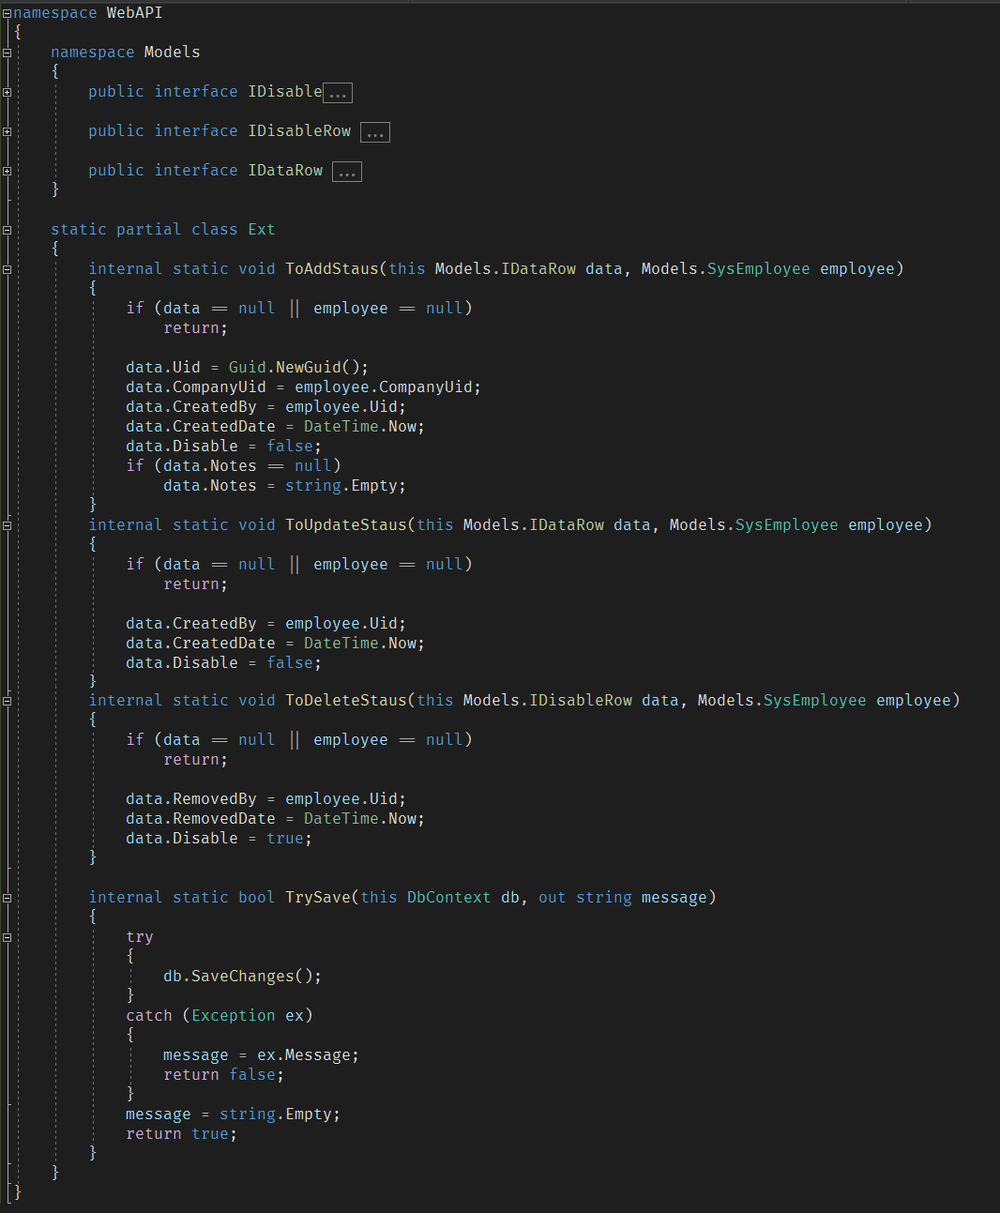 namespace WebAPI
{
    namespace Models
    {
        public interface IDisable...

        public interface IDisableRow ...

        public interface IDataRow ...
    }

    static partial class Ext
    {
        internal static void ToAddStaus(this Models.IDataRow data, Models.SysEmployee employee)
        {
            if (data == null || employee == null)
                return;

            data.Uid = Guid.NewGuid();
            data.CompanyUid = employee.CompanyUid;
            data.CreatedBy = employee.Uid;
            data.CreatedDate = DateTime.Now;
            data.Disable = false;
            if (data.Notes == null)
                data.Notes = string.Empty;
        }
        internal static void ToUpdateStaus(this Models.IDataRow data, Models.SysEmployee employee)
        {
            if (data == null || employee == null)
                return;

            data.CreatedBy = employee.Uid;
            data.CreatedDate = DateTime.Now;
            data.Disable = false;
        }
        internal static void ToDeleteStaus(this Models.IDisableRow data, Models.SysEmployee employee)
        {
            if (data == null || employee == null)
                return;

            data.RemovedBy = employee.Uid;
            data.RemovedDate = DateTime.Now;
            data.Disable = true;
        }

        internal static bool TrySave(this DbContext db, out string message)
        {
            try
            {
                db.SaveChanges();
            }
            catch (Exception ex)
            {
                message = ex.Message;
                return false;
            }
            message = string.Empty;
            return true;
        }
    }
}